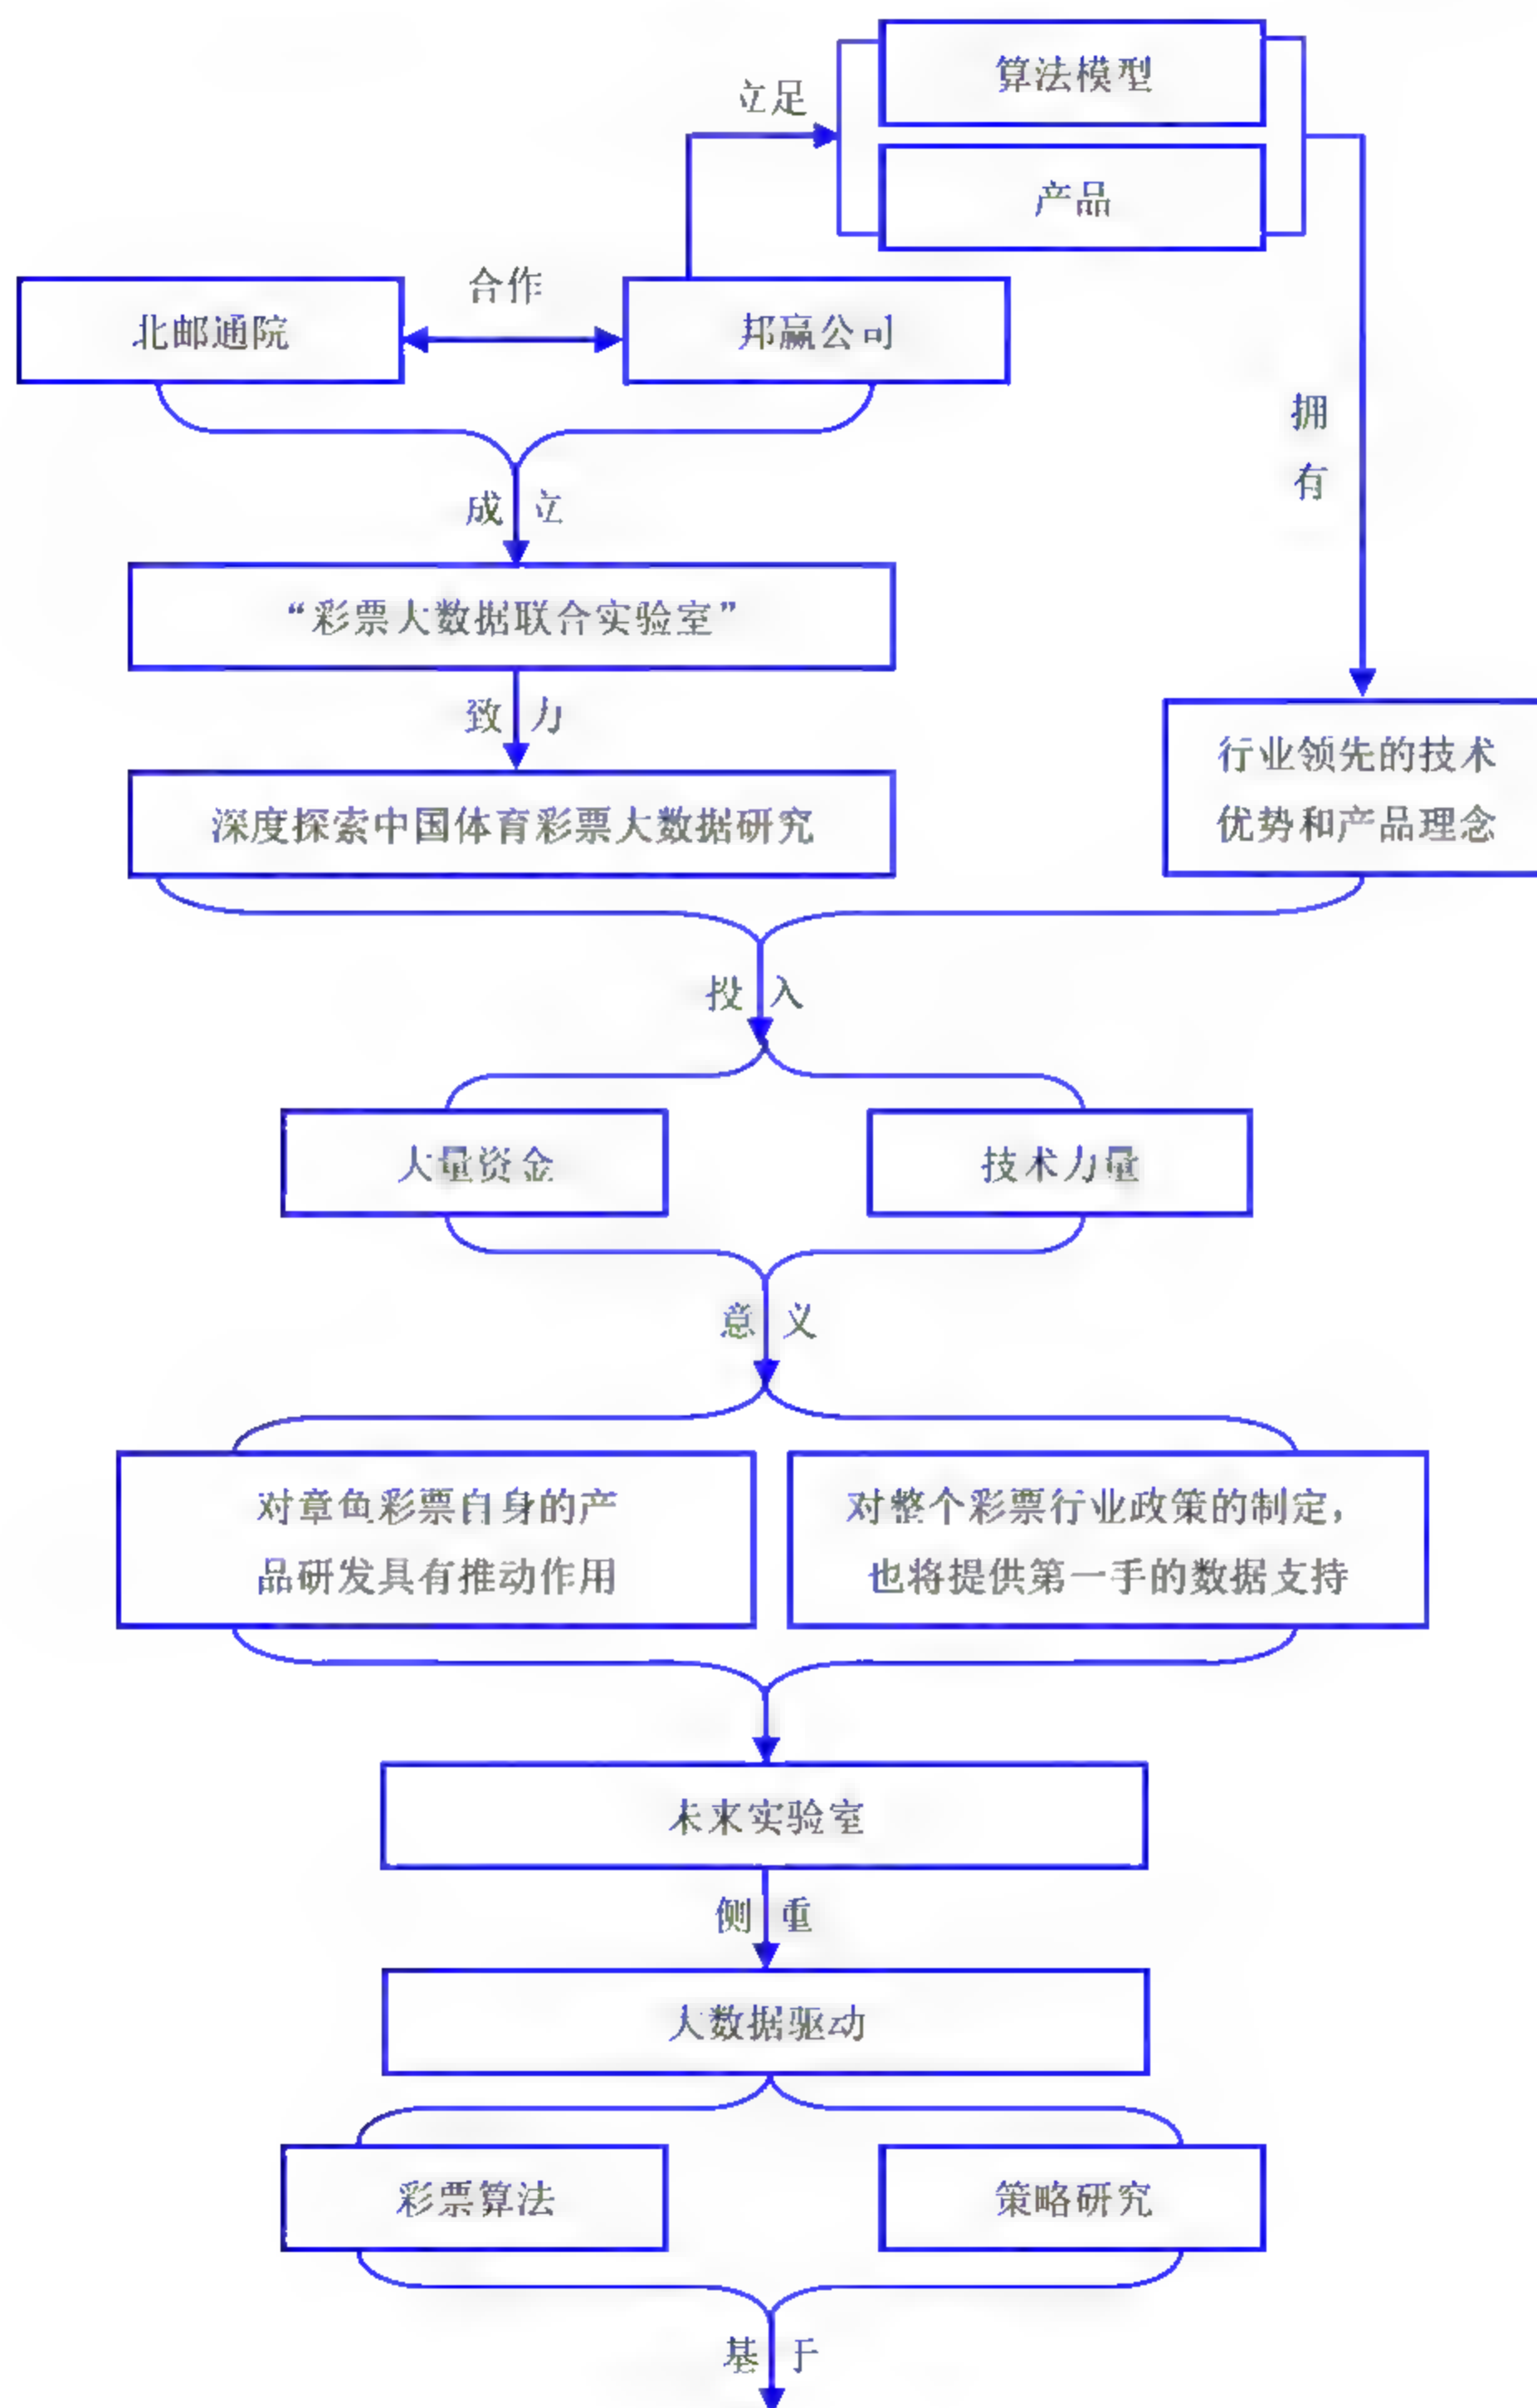 算法模型
立足
产品
合作
北邮通院
邦赢公司
拥
有
成 立
“彩票大数据联合实验室”
致 力
行业领先的技术
优势和产品理念
深度探索中国体育彩票大数据研究
投 入
大量资金
技术力量
意 义
对章鱼彩票自身的产
品研发具有推动作用
对整个彩票行业政策的制定，
也将提供第一手的数据支持
未来实验室
侧 重
大数据驱动
彩票算法
策略研究
基 于